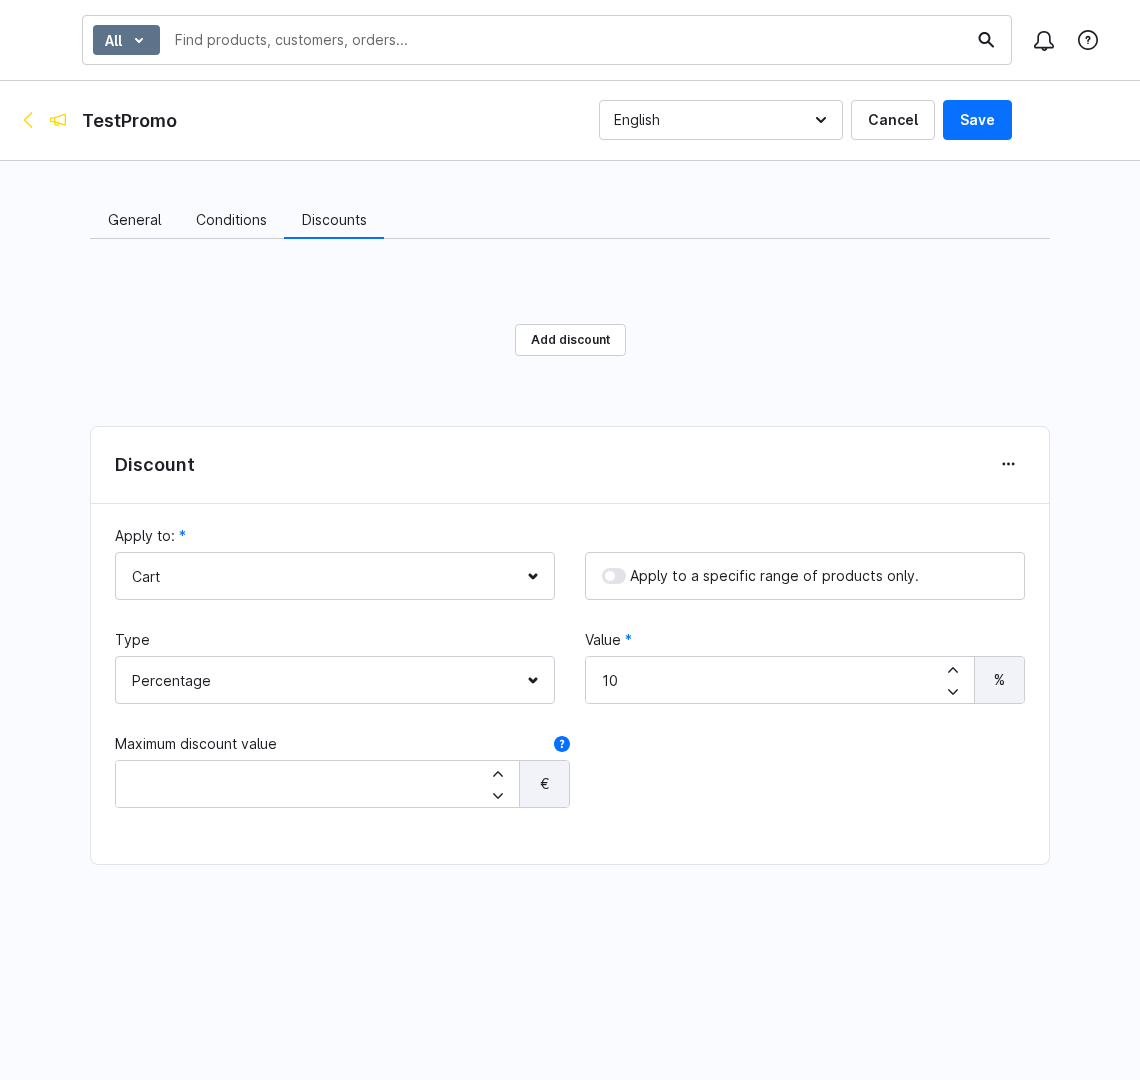 All
Find products, customers, orders...
TestPromo
English
Cancel
Save
General
Conditions
Discounts
Add discount
Discount
Apply to: *
Cart
Apply to a specific range of products only.
Type
Value *
Percentage
10
%
Maximum discount value
?
€